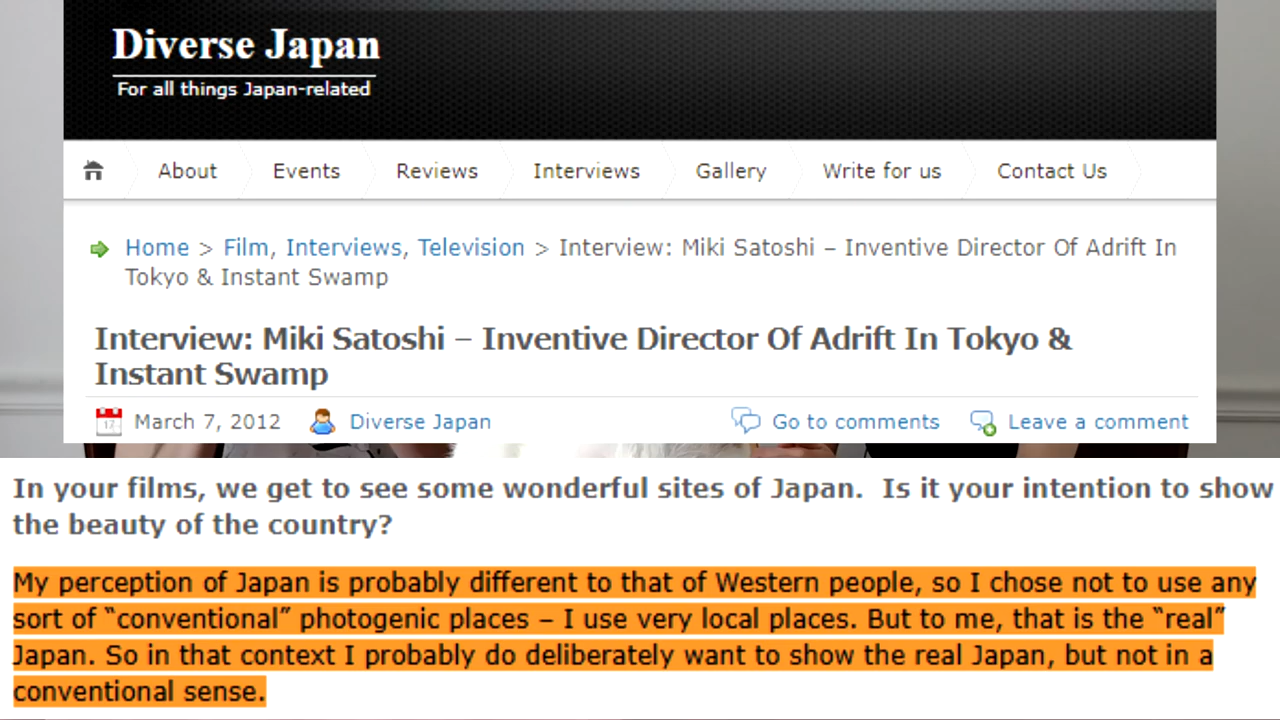 Diverse Japan
For all things Japan-related
About Events Reviews Interviews Gallery Write for us Contact Us
Home > Film, Interviews, Television > Interview: Miki Satoshi – Inventive Director Of Adrift In
Tokyo & Instant Swamp
Interview: Miki Satoshi – Inventive Director Of Adrift In Tokyo &
Instant Swamp
March 7, 2012 Diverse Japan Go to comments Leave a comment
In your films, we get to see some wonderful sites of Japan. Is it your intention to show
the beauty of the country?
My perception of Japan is probably different to that of Western people, so I chose not to use any
sort of “conventional” photogenic places – I use very local places. But to me, that is the “real”
Japan. So in that context I probably do deliberately want to show the real Japan, but not in a
conventional sense.